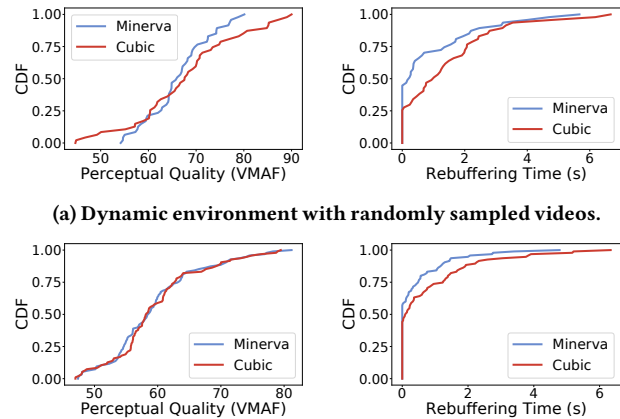 1.00
0.75
0.50
0.25
0.00
CDF
Minerva
Cubic
50 60 70 80 90
Perceptual Quality (VMAF)
1.00
0.75
0.50
0.25
0.00
CDF
Minerva
Cubic
0 2 4 6
Rebuffering Time (s)
(a) Dynamic environment with randomly sampled videos.
1.00
0.75
0.50
0.25
0.00
CDF
Minerva
Cubic
50 60 70 80
Perceptual Quality (VMAF)
1.00
0.75
0.50
0.25
0.00
CDF
Minerva
Cubic
0 2 4 6
Rebuffering Time (s)